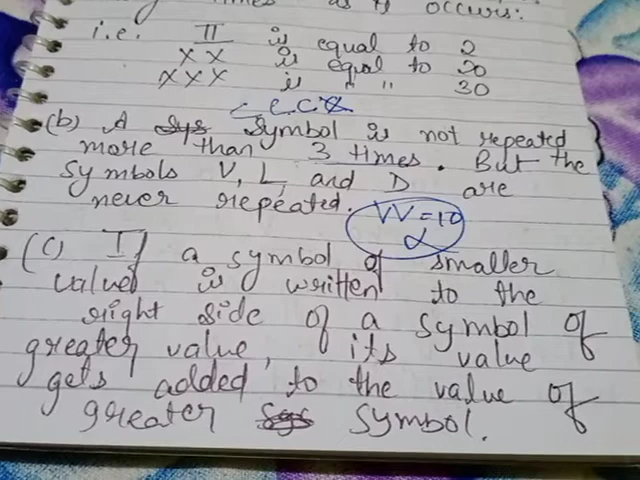 times as it occurs.
i.e. II is equal to 2
XX is equal to 20
XXX is " " 30
(b) A symbol is not repeated
more than 3 times. But the
symbols V, L, and D are
never repeated.
VV=10
(c) If a symbol of smaller
valued is written to the
right side of a symbol of
greater value, its value
gets added to the value of
greater symbol.